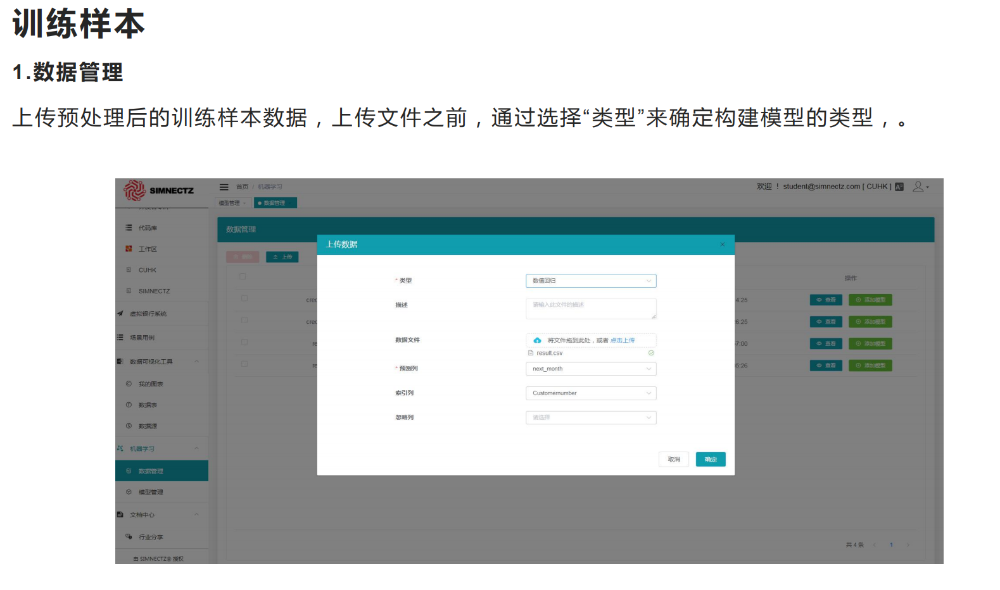 训练样本
1.数据管理
上传预处理后的训练样本数据，上传文件之前，通过选择“类型”来确定构建模型的类型，。
SIMNECTZ
首页 / 机器学习
欢迎 ！ student@simnectz.com [ CUHK ]
模型管理
数据管理
代码库
工作区
CUHK
SIMNECTZ
虚拟银行系统
场景用例
数据可视化工具
我的图表
数据表
数据源
机器学习
数据管理
模型管理
文档中心
行业分享
由 SIMNECTZ® 授权
数据管理
删除
上传
操作
cred
4:25
查看
添加模型
cred
6:25
查看
添加模型
re
7:00
查看
添加模型
re
5:26
查看
添加模型
共 4 条
1
上传数据
* 类型
数值回归
描述
请输入此文件的描述
数据文件
将文件拖到此处，或者 点击上传
result.csv
* 预测列
next_month
索引列
Customernumber
忽略列
请选择
取消
确定